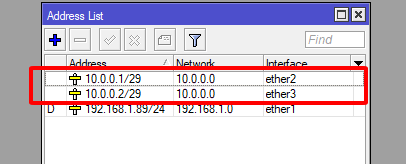 Address List
Find
Address Network Interface
10.0.0.1/29 10.0.0.0 ether2
10.0.0.2/29 10.0.0.0 ether3
D 192.168.1.89/24 192.168.1.0 ether1